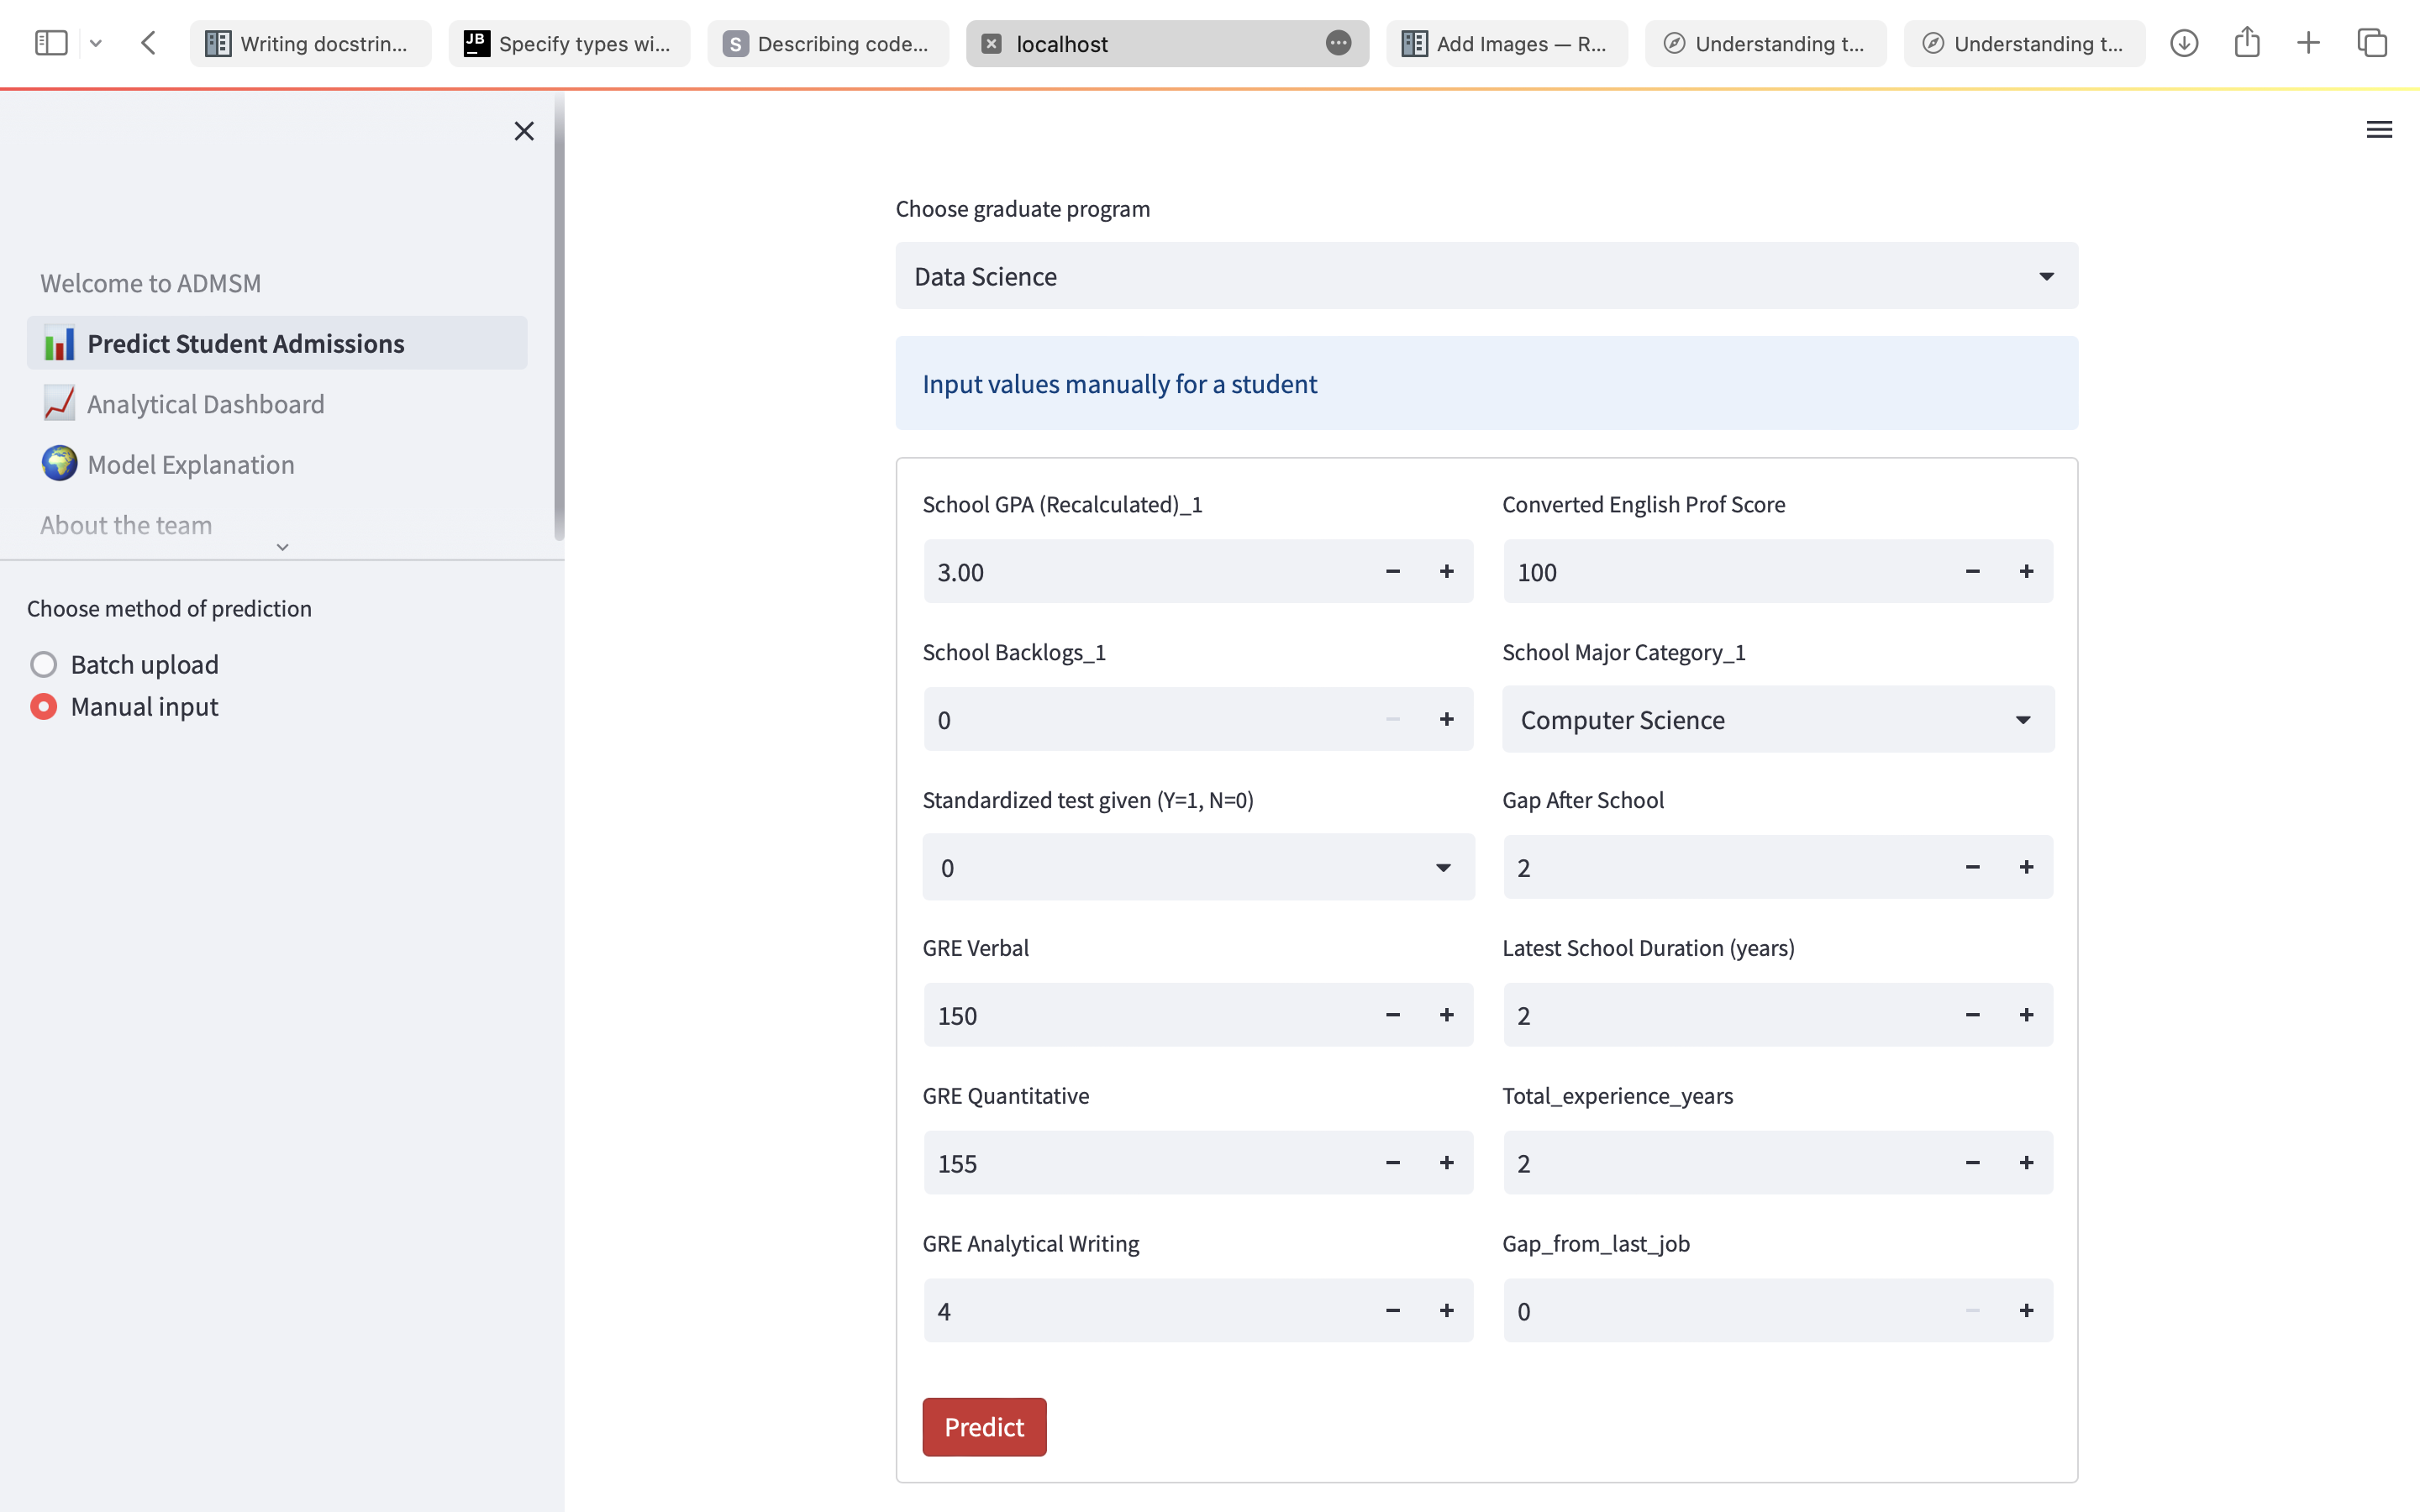 Writing docstrin...
JB Specify types wi...
S Describing code...
localhost
Add Images — R...
Understanding t...
Understanding t...
Welcome to ADMSM
Predict Student Admissions
Analytical Dashboard
Model Explanation
About the team
Choose method of prediction
Batch upload
Manual input
Choose graduate program
Data Science
Input values manually for a student
School GPA (Recalculated)_1
3.00
Converted English Prof Score
100
School Backlogs_1
0
School Major Category_1
Computer Science
Standardized test given (Y=1, N=0)
0
Gap After School
2
GRE Verbal
150
Latest School Duration (years)
2
GRE Quantitative
155
Total_experience_years
2
GRE Analytical Writing
4
Gap_from_last_job
0
Predict